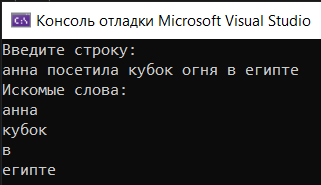 Консоль отладки Microsoft Visual Studio
Введите строку:
анна посетила кубок огня в египте
Искомые слова:
анна
кубок
в
египте